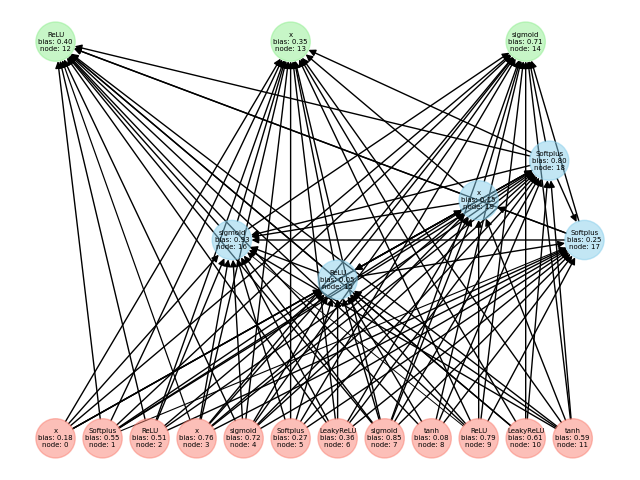 ReLU
bias: 0.40
node: 12
x
bias: 0.35
node: 13
sigmoid
bias: 0.71
node: 14
Softplus
bias: 0.80
node: 18
x
bias: 0.15
node: 19
sigmoid
bias: 0.93
node: 16
Softplus
bias: 0.25
node: 17
ReLU
bias: 0.05
node: 15
x
bias: 0.18
node: 0
Softplus
bias: 0.55
node: 1
ReLU
bias: 0.51
node: 2
x
bias: 0.76
node: 3
sigmoid
bias: 0.72
node: 4
Softplus
bias: 0.27
node: 5
LeakyReLU
bias: 0.36
node: 6
sigmoid
bias: 0.85
node: 7
tanh
bias: 0.08
node: 8
ReLU
bias: 0.79
node: 9
LeakyReLU
bias: 0.61
node: 10
tanh
bias: 0.59
node: 11